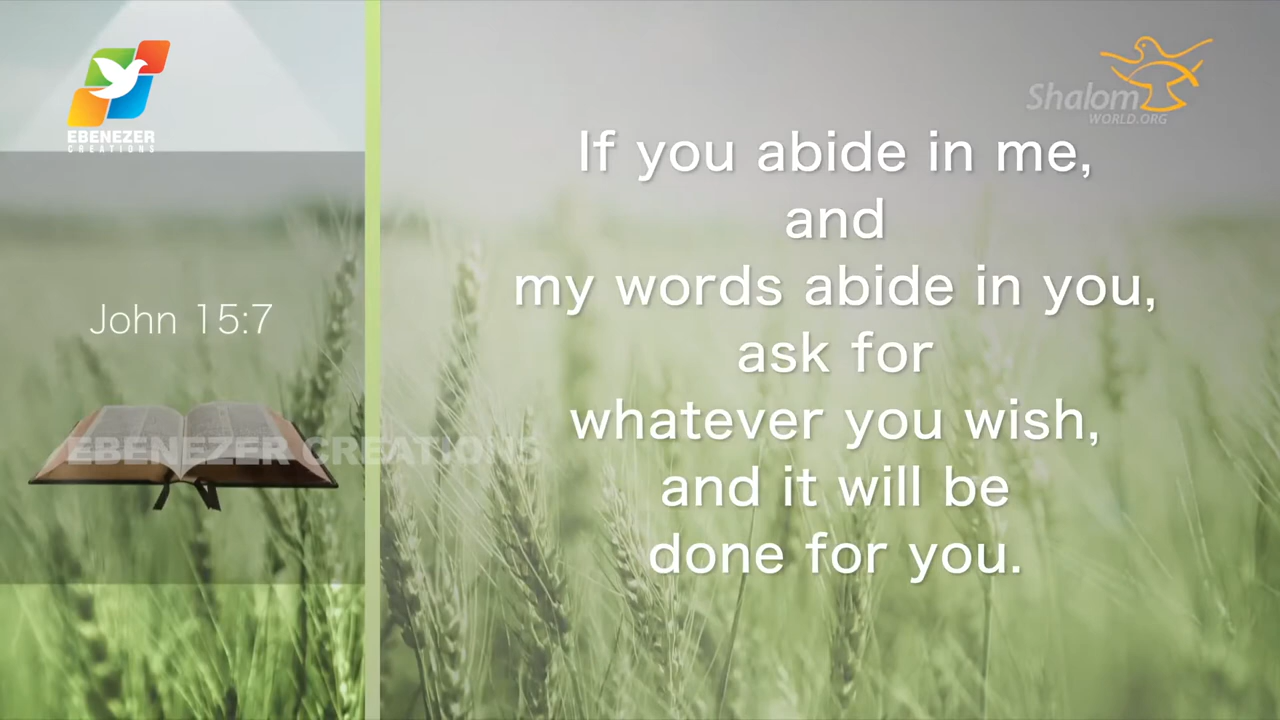 EBENEZER
CREATIONS
Shalom
WORLD.ORG
John 15:7
EBENEZER CREATIONS
If you abide in me,
and
my words abide in you,
ask for
whatever you wish,
and it will be
done for you.